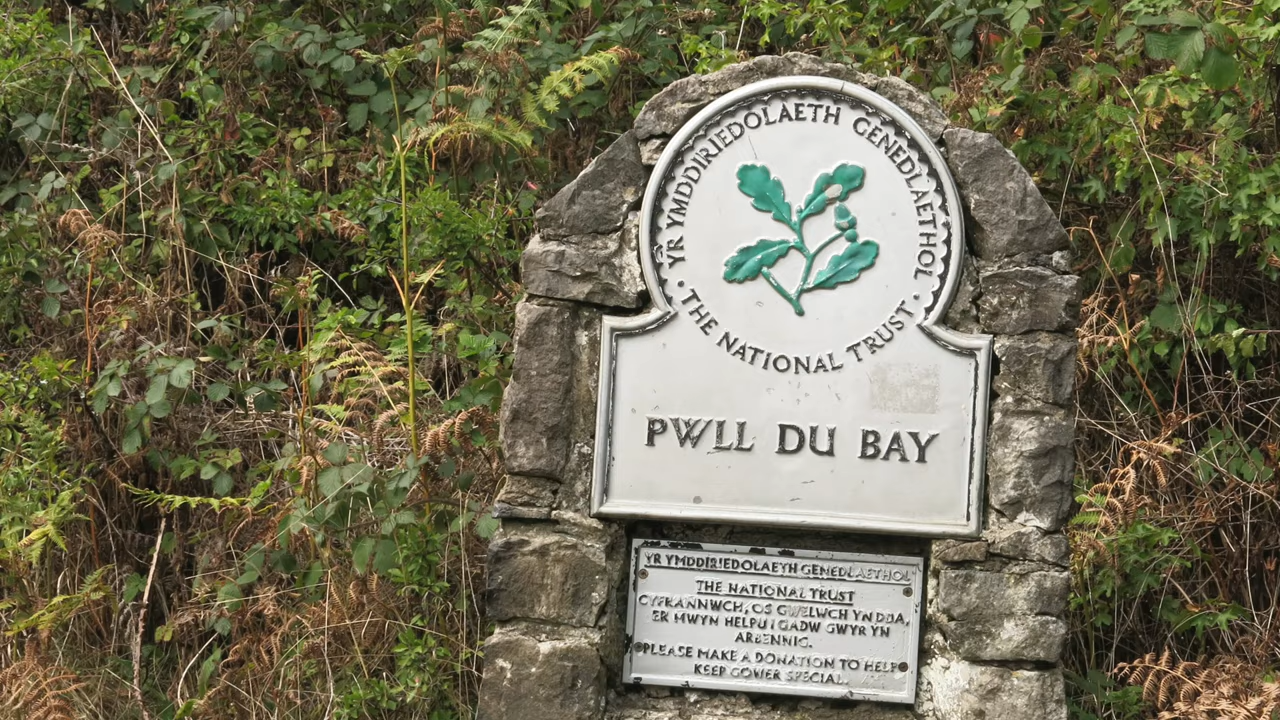 YR YMDDIRIEDOLAETH GENEDLAETHOL
• THE NATIONAL TRUST •
PWLL DU BAY
YR YMDDIRIEDOLAEYH GENEDLAETHOL
THE NATIONAL TRUST
CYFRANNWCH, OS GWELWCH YN DDA,
ER MWYN HELPU I GADW GWYR YN
ARBENNIG.
PLEASE MAKE A DONATION TO HELP
KEEP GOWER SPECIAL.